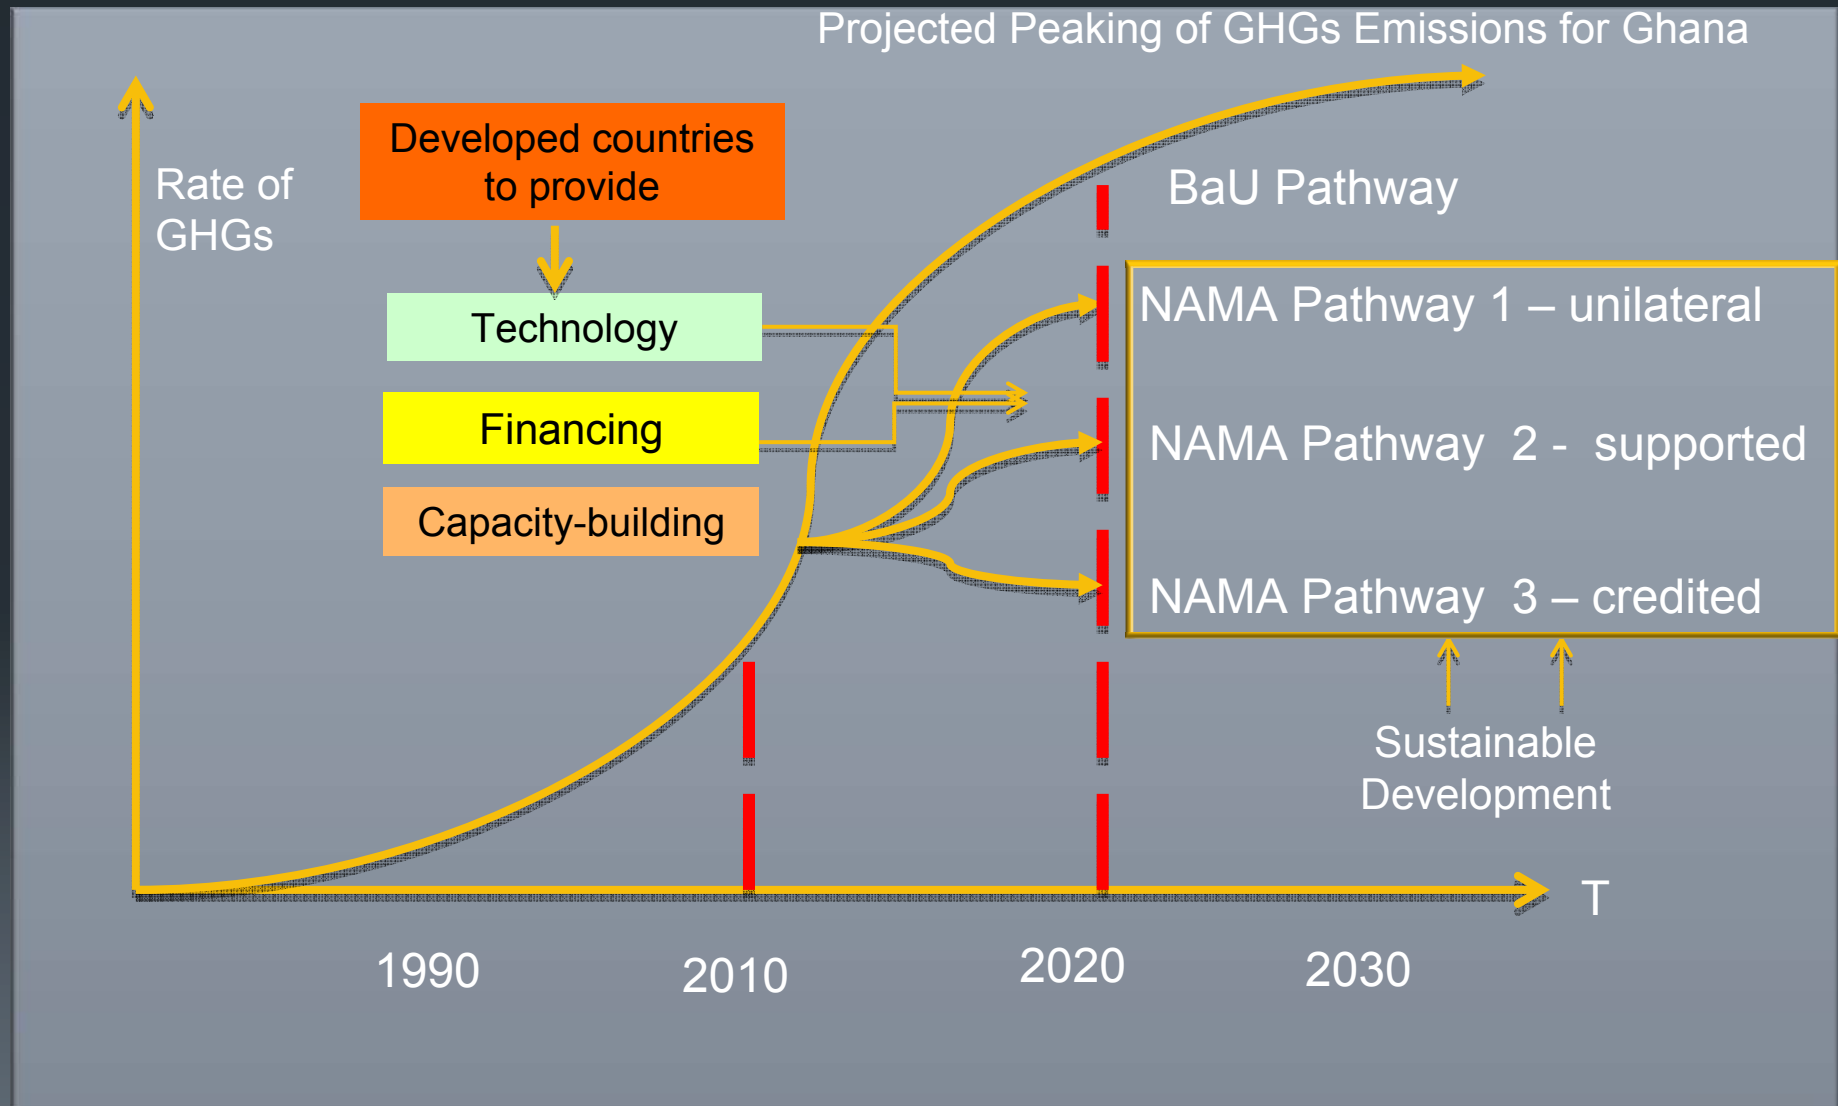 Projected Peaking of GHGs Emissions for Ghana
Rate of
GHGs
Developed countries
to provide
Technology
Financing
Capacity-building
BaU Pathway
NAMA Pathway 1 – unilateral
NAMA Pathway 2 - supported
NAMA Pathway 3 – credited
Sustainable
Development
T
1990
2010
2020
2030